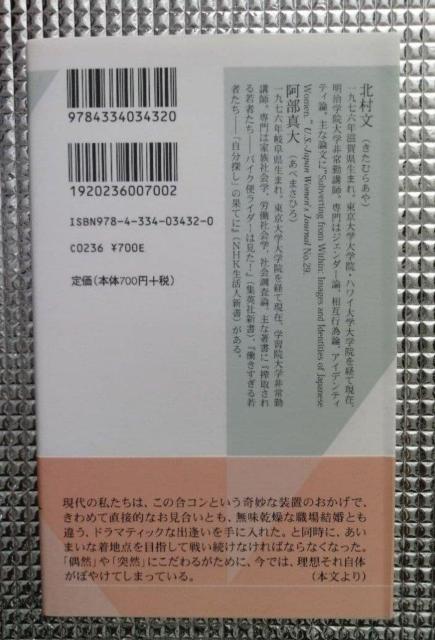 9784334034320
1920236007002
ISBN978-4-334-03432-0
C0236 ¥700E
定価(本体700円+税)
北村文(きたむらあや)
一九七六年滋賀県生まれ。東京大学大学院・ハワイ大学大学院を経て現在、
明治学院大学非常勤講師。専門はジェンダー論、相互行為論、アイデンティ
ティ論。主な論文に"Subverting from Within: Images and Identities of Japanese
Women," U.S.-Japan Women's Journal No.29.
阿部真大(あべまさひろ)
一九七六年岐阜県生まれ。東京大学大学院を経て現在、学習院大学非常勤
講師。専門は家族社会学、労働社会学、社会調査論。主な著書に『搾取され
る若者たち――バイク便ライダーは見た!』(集英社新書)、『働きすぎる若
者たち――「自分探し」の果てに』(NHK生活人新書)がある。
現代の私たちは、この合コンという奇妙な装置のおかげで、
きわめて直接的なお見合いとも、無味乾燥な職場結婚とも
違う、ドラマティックな出逢いを手に入れた。と同時に、あい
まいな着地点を目指して戦い続けなければならなくなった。
「偶然」や「突然」にこだわるがために、今では、理想それ自体
がぼやけてしまっている。 (本文より)